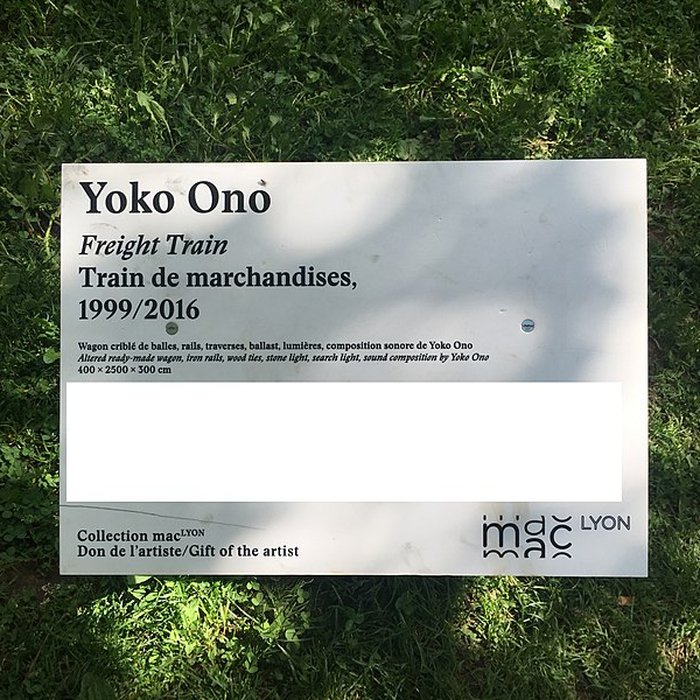 Yoko Ono
Freight Train
Train de marchandises,
1999/2016
Wagon criblé de balles, rails, traverses, ballast, lumières, composition sonore de Yoko Ono
Altered ready-made wagon, iron rails, wood ties, stone light, search light, sound composition by Yoko Ono
400 × 2500 × 300 cm
Collection macLYON
Don de l'artiste/Gift of the artist
mac LYON